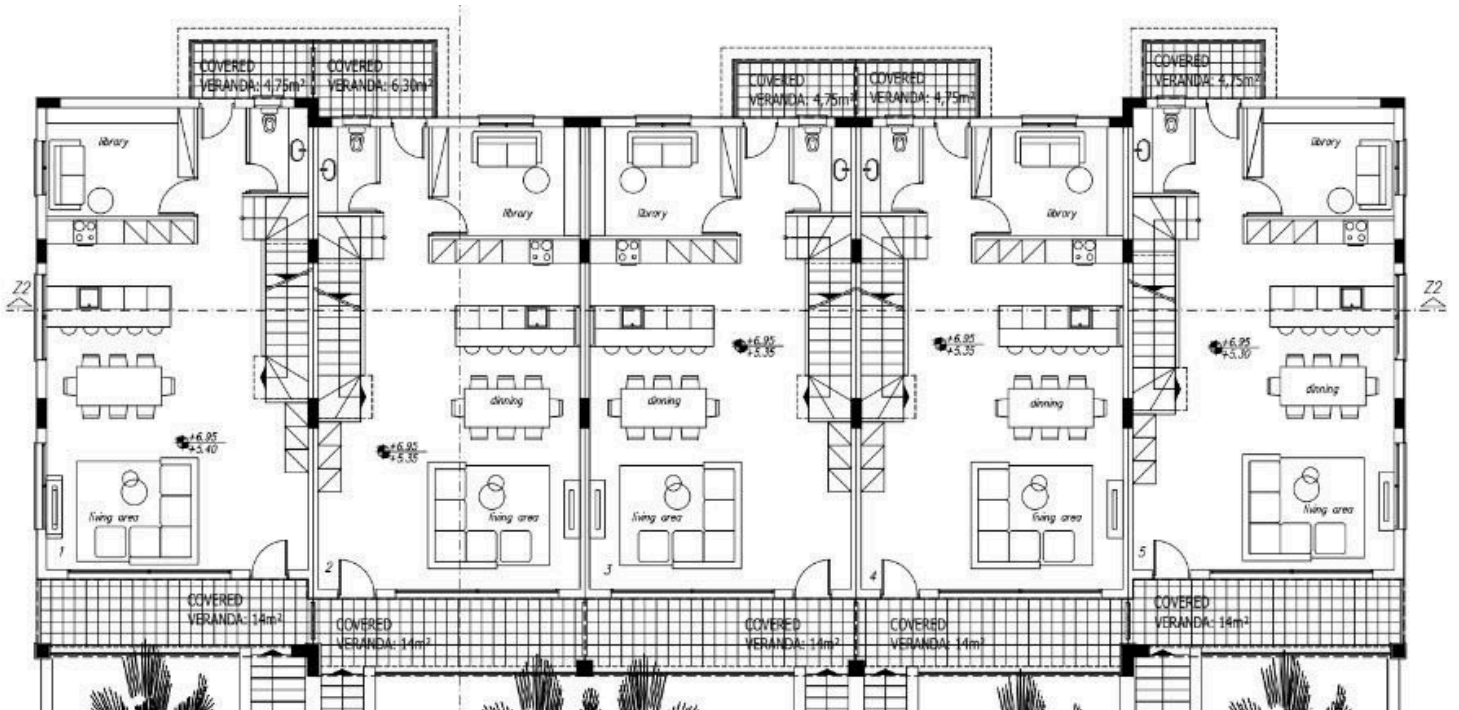 COVERED
VERANDA: 4,75m²
COVERED
VERANDA: 6,30m²
COVERED
VERANDA: 4,75m²
COVERED
VERANDA: 4,75m²
COVERED
VERANDA: 4,75m²
library
library
library
library
library
Z2
Z2
+6.95
+5.35
+6.95
+5.35
+6.95
+5.30
dinning
dinning
dinning
dinning
+6.95
+5.40
+6.95
+5.35
living area
living area
living area
living area
living area
1
2
3
4
5
COVERED
VERANDA: 14m²
COVERED
VERANDA: 14m²
COVERED
VERANDA: 14m²
COVERED
VERANDA: 14m²
COVERED
VERANDA: 14m²